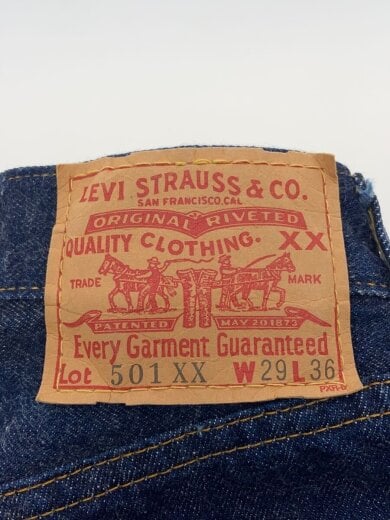 LEVI STRAUSS & CO.
SAN FRANCISCO, CAL
ORIGINAL RIVETED
QUALITY CLOTHING. XX
TRADE MARK
PATENTED MAY 20 1873
Every Garment Guaranteed
Lot 501 XX W 29 L 36